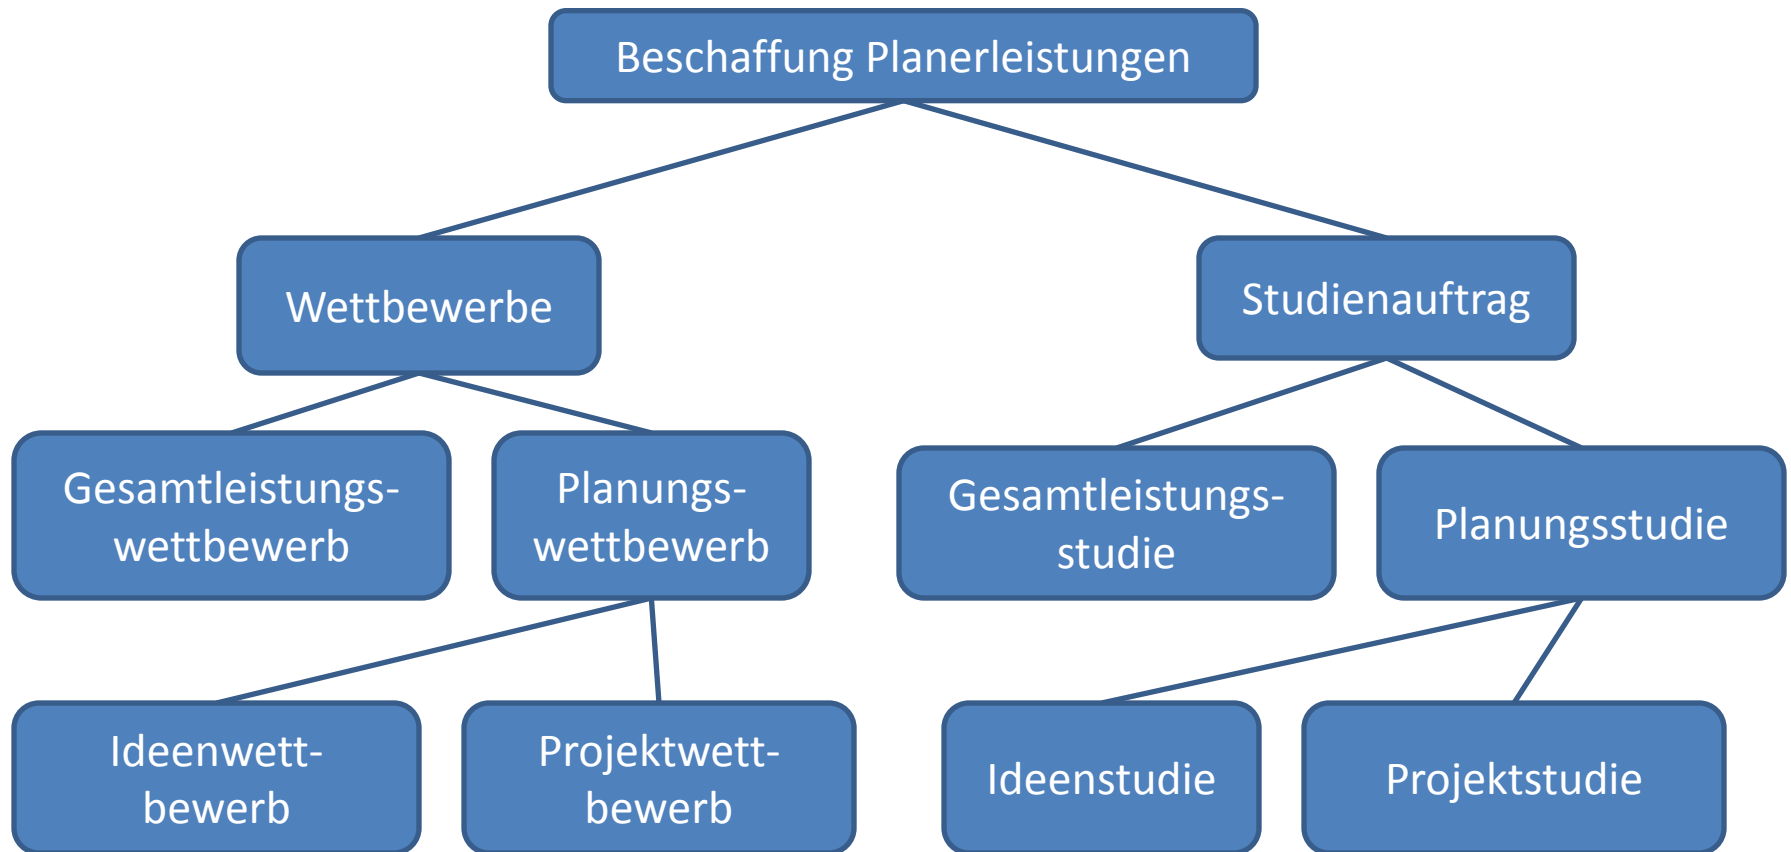 Beschaffung Planerleistungen
Wettbewerbe
Studienauftrag
Gesamtleistungs-
wettbewerb
Planungs-
wettbewerb
Gesamtleistungs-
studie
Planungsstudie
Ideenwett-
bewerb
Projektwett-
bewerb
Ideenstudie
Projektstudie